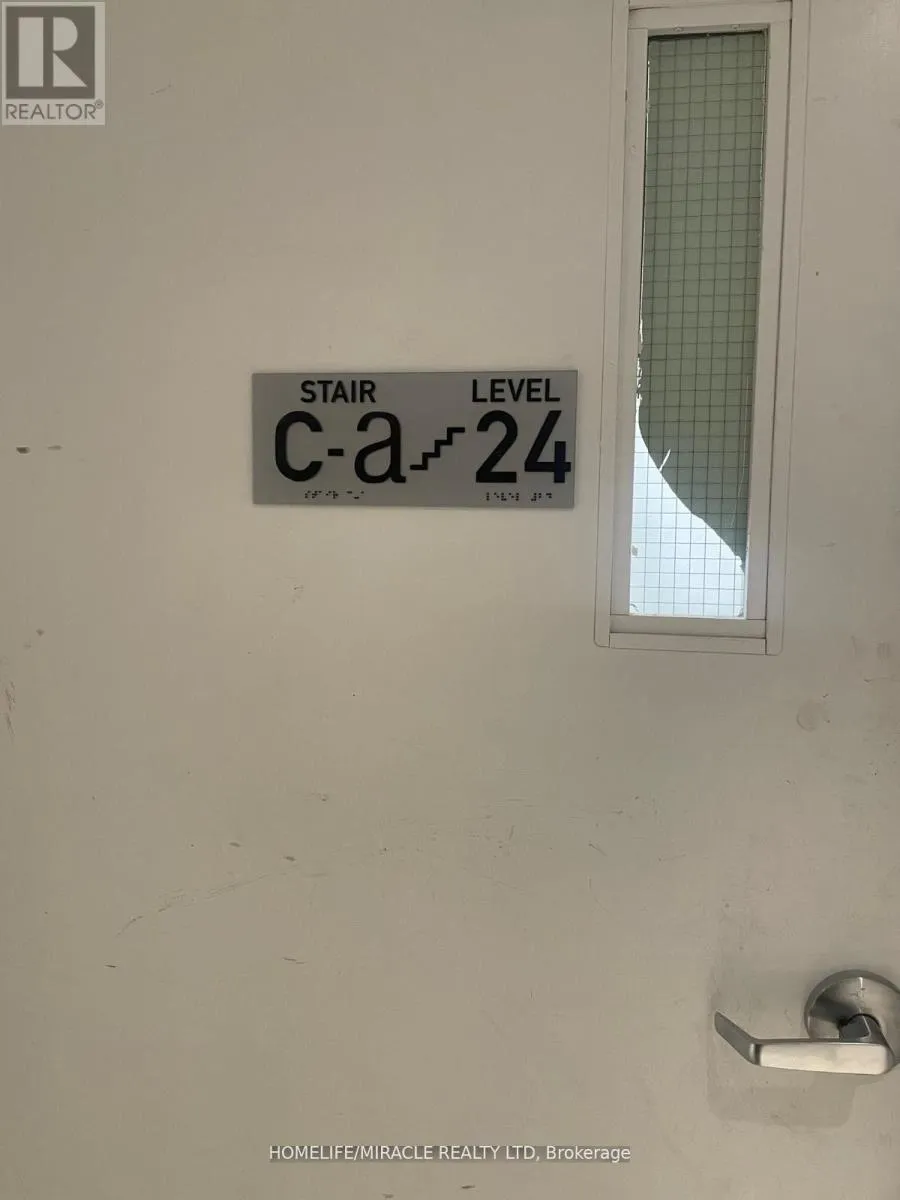 R
REALTOR®
STAIR LEVEL
C-a 24
HOMELIFE/MIRACLE REALTY LTD, Brokerage